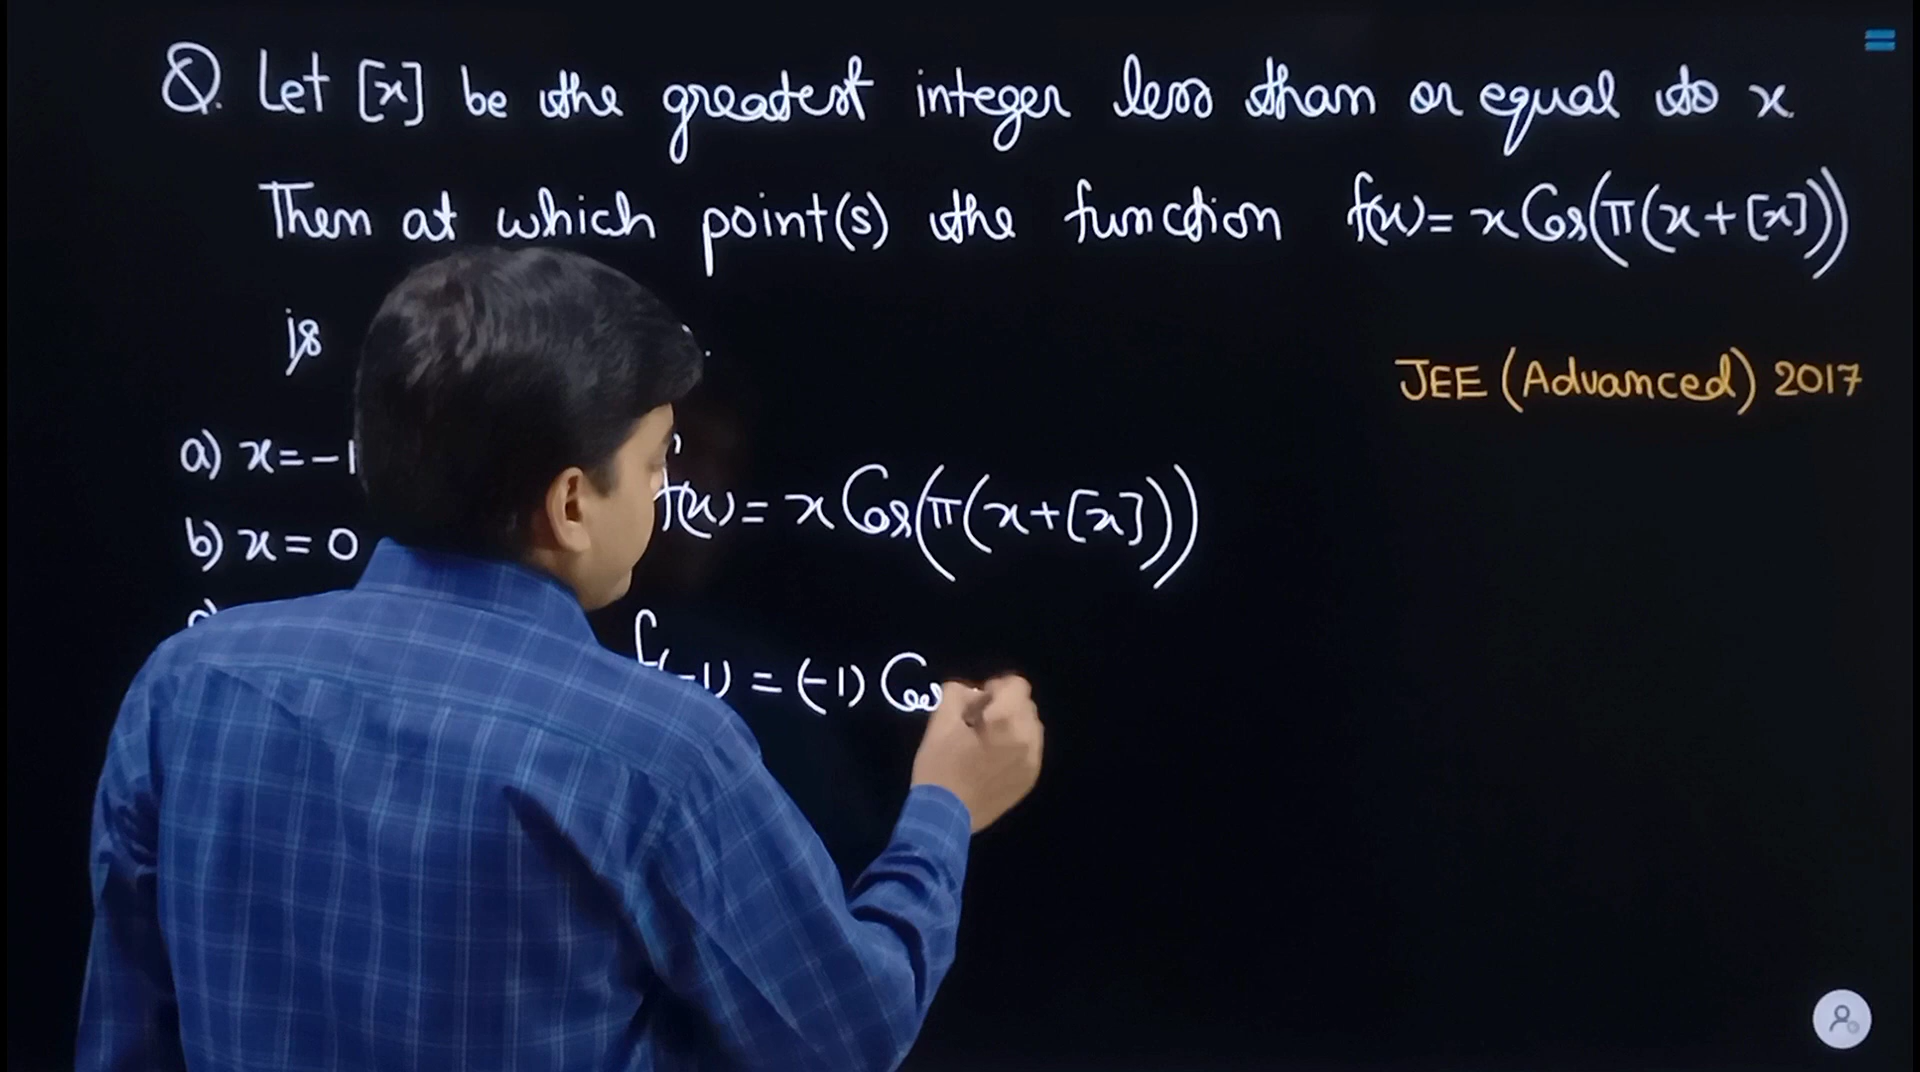 Q. Let [x] be the greatest integer less than or equal to x.
Then at which point(s) the function f(x) = x Cos(π(x + [x]))
is
JEE (Advanced) 2017
a) x = -1
f(x) = x Cos(π(x + [x]))
b) x = 0
f(-1) = (-1) Cos